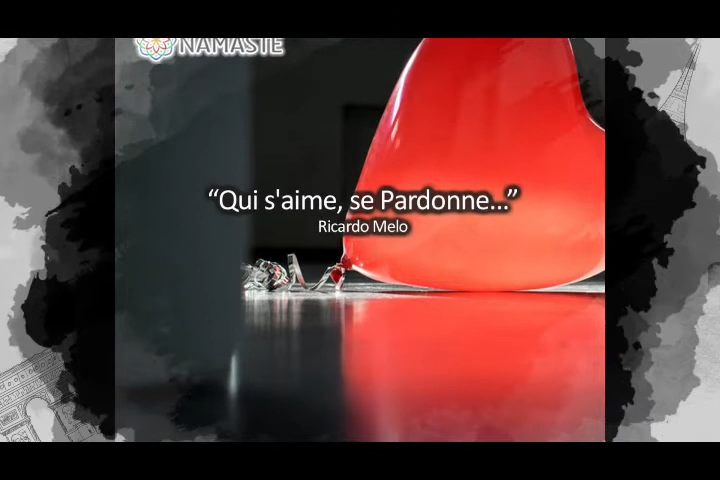 NAMASTE
“Qui s'aime, se Pardonne...”
Ricardo Melo